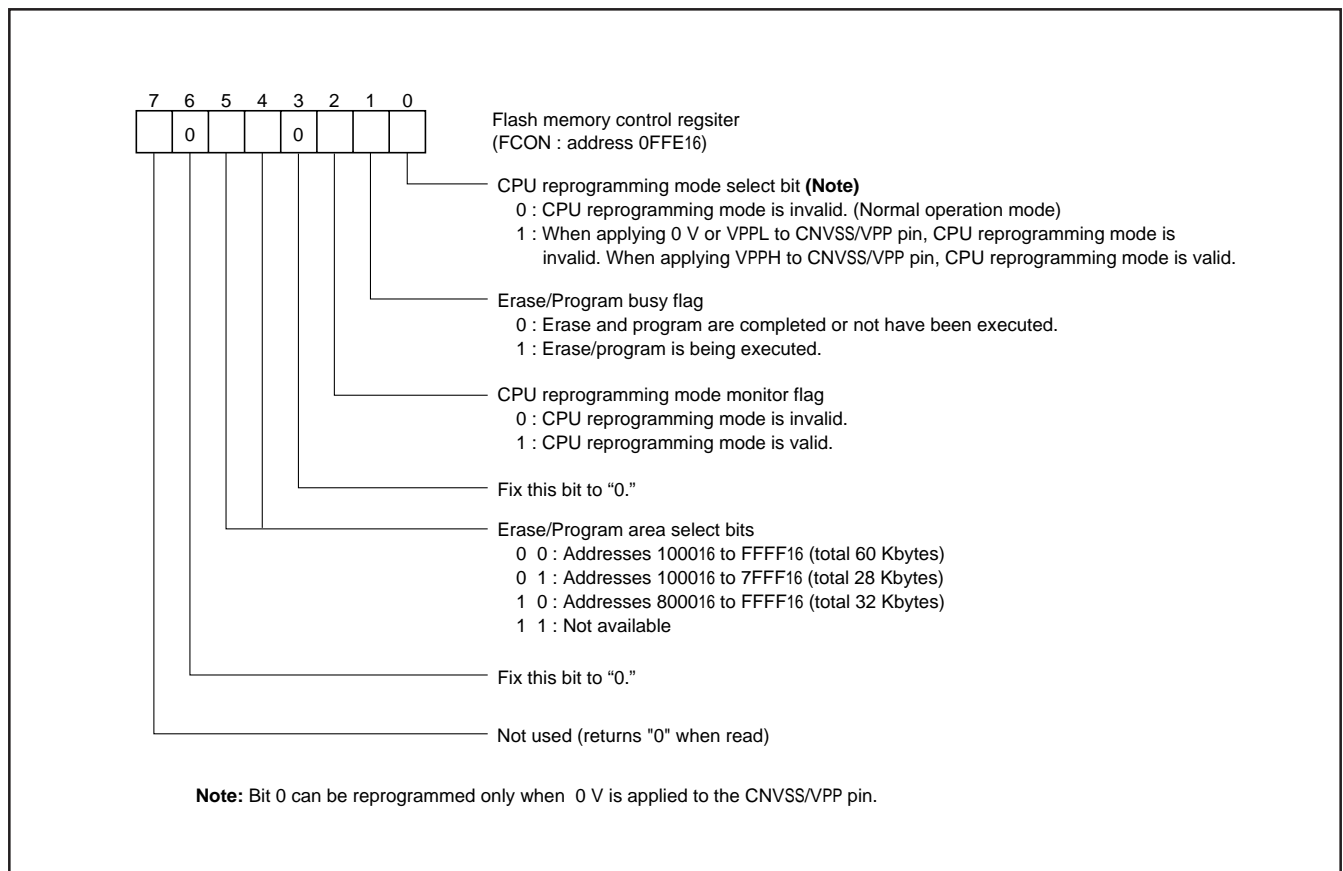 7 6 5 4 3 2 1 0
0 0
Flash memory control regsiter
(FCON : address 0FFE16)
CPU reprogramming mode select bit (Note)
0 : CPU reprogramming mode is invalid. (Normal operation mode)
1 : When applying 0 V or VPPL to CNVSS/VPP pin, CPU reprogramming mode is
invalid. When applying VPPH to CNVSS/VPP pin, CPU reprogramming mode is valid.
Erase/Program busy flag
0 : Erase and program are completed or not have been executed.
1 : Erase/program is being executed.
CPU reprogramming mode monitor flag
0 : CPU reprogramming mode is invalid.
1 : CPU reprogramming mode is valid.
Fix this bit to “0.”
Erase/Program area select bits
0 0 : Addresses 100016 to FFFF16 (total 60 Kbytes)
0 1 : Addresses 100016 to 7FFF16 (total 28 Kbytes)
1 0 : Addresses 800016 to FFFF16 (total 32 Kbytes)
1 1 : Not available
Fix this bit to “0.”
Not used (returns "0" when read)
Note: Bit 0 can be reprogrammed only when 0 V is applied to the CNVSS/VPP pin.